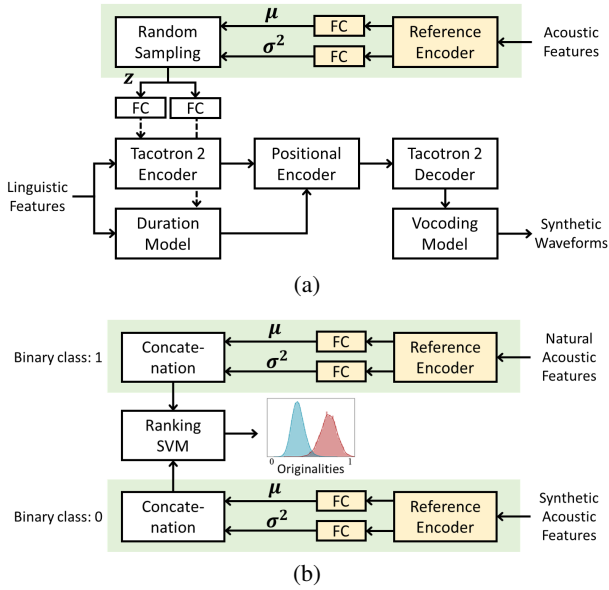 μ
FC
Random
Sampling
Reference
Encoder
Acoustic
Features
σ²
FC
z
FC
FC
Linguistic
Features
Tacotron 2
Encoder
Positional
Encoder
Tacotron 2
Decoder
Duration
Model
Vocoding
Model
Synthetic
Waveforms
(a)
Binary class: 1
Concate-
nation
μ
FC
σ²
FC
Reference
Encoder
Natural
Acoustic
Features
Ranking
SVM
0
1
Originalities
Binary class: 0
Concate-
nation
μ
FC
σ²
FC
Reference
Encoder
Synthetic
Acoustic
Features
(b)